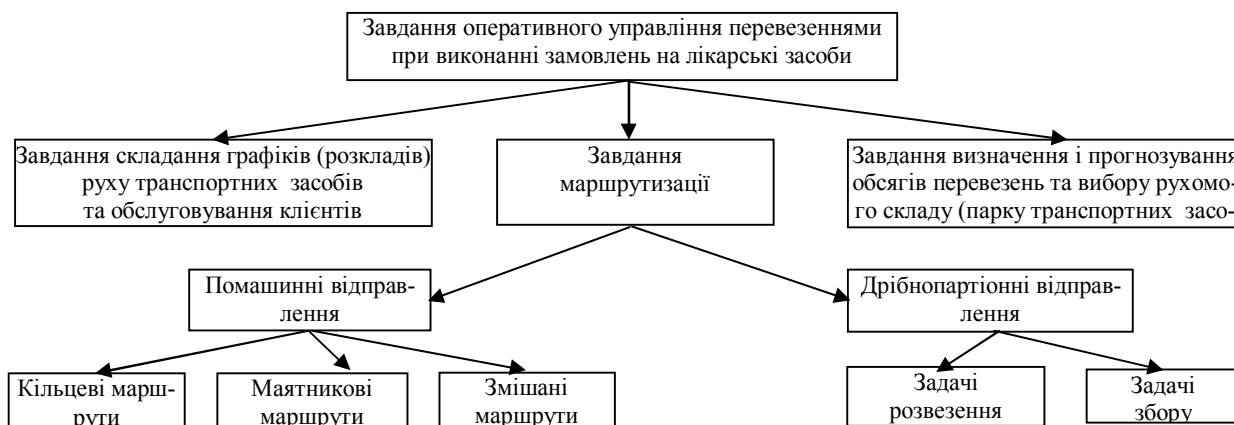 Завдання оперативного управління перевезеннями
при виконанні замовлень на лікарські засоби
Завдання складання графіків (розкладів)
руху транспортних засобів
та обслуговування клієнтів
Завдання
маршрутизації
Завдання визначення і прогнозування
обсягів перевезень та вибору рухомо-
го складу (парку транспортних засо-
Помашинні відправ-
лення
Дрібнопартіонні відправ-
лення
Кільцеві марш-
рути
Маятникові
маршрути
Змішані
маршрути
Задачі
розвезення
Задачі
збору